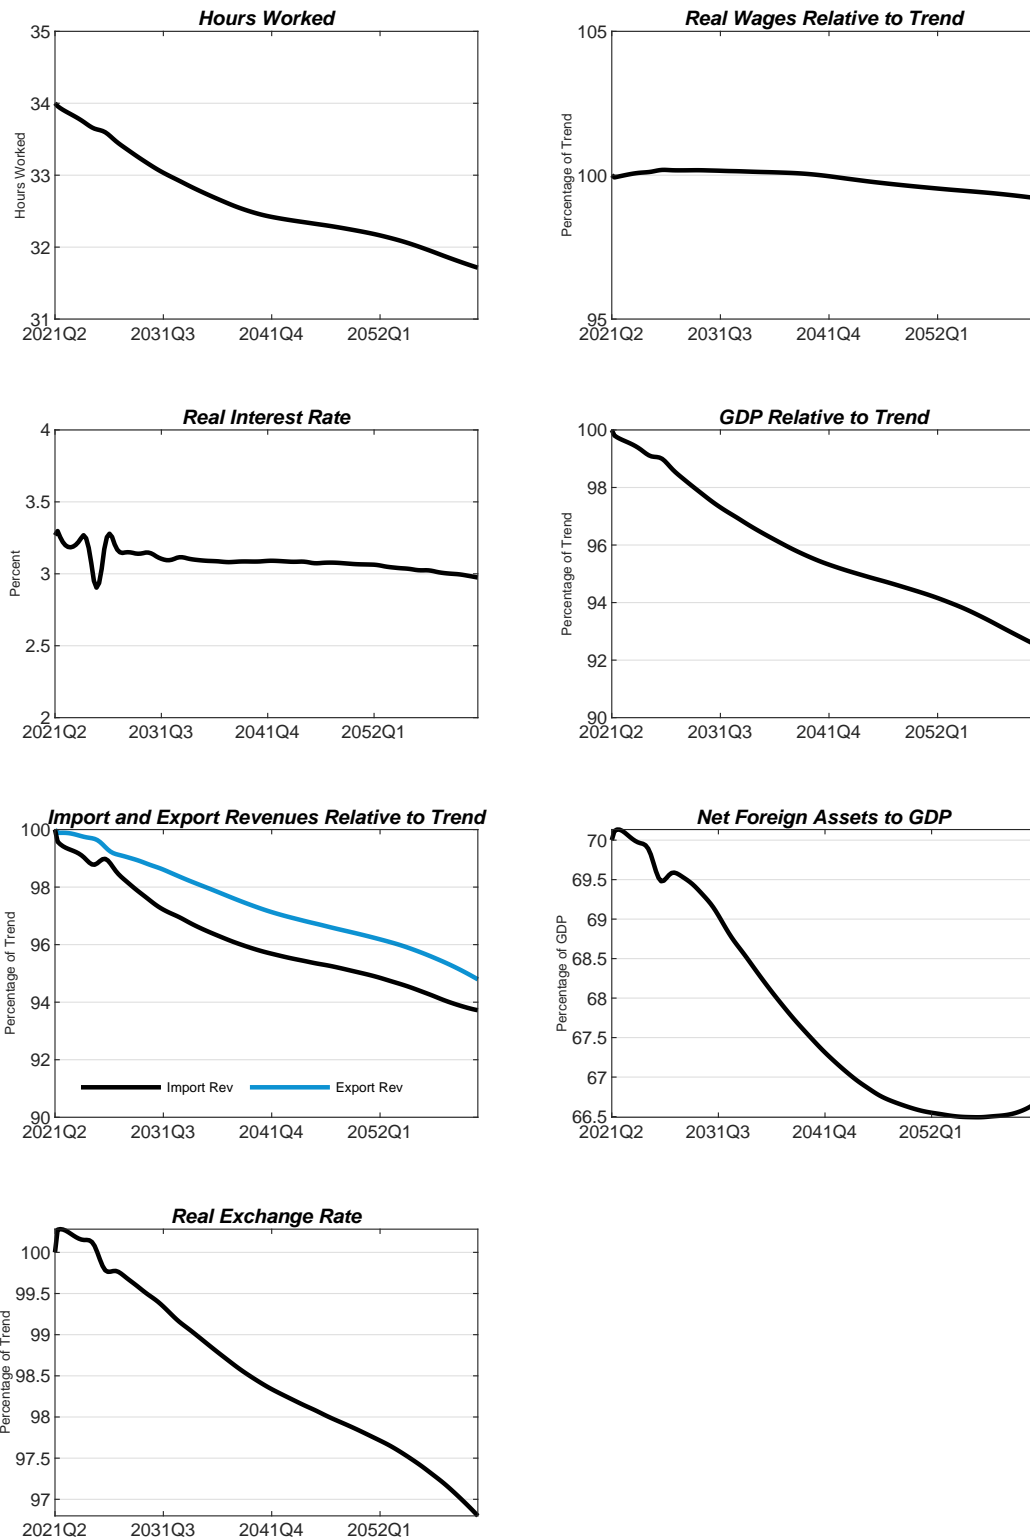 Hours Worked
35
34
33
32
31
Hours Worked
2021Q2 2031Q3 2041Q4 2052Q1
Real Wages Relative to Trend
105
100
95
Percentage of Trend
2021Q2 2031Q3 2041Q4 2052Q1
Real Interest Rate
4
3.5
3
2.5
2
Percent
2021Q2 2031Q3 2041Q4 2052Q1
GDP Relative to Trend
100
98
96
94
92
90
Percentage of Trend
2021Q2 2031Q3 2041Q4 2052Q1
Import and Export Revenues Relative to Trend
100
98
96
94
92
90
Percentage of Trend
Import Rev Export Rev
2021Q2 2031Q3 2041Q4 2052Q1
Net Foreign Assets to GDP
70
69.5
69
68.5
68
67.5
67
66.5
Percentage of GDP
2021Q2 2031Q3 2041Q4 2052Q1
Real Exchange Rate
100
99.5
99
98.5
98
97.5
97
Percentage of Trend
2021Q2 2031Q3 2041Q4 2052Q1